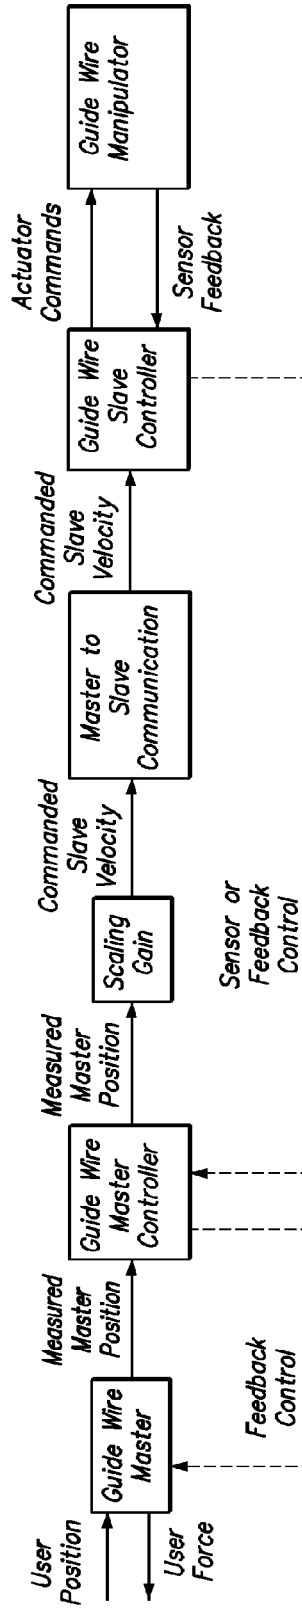 User
Position
User
Force
Guide Wire
Master
Measured
Master
Position
Guide Wire
Master
Controller
Measured
Master
Position
Scaling
Gain
Commanded
Slave
Velocity
Master to
Slave
Communication
Commanded
Slave
Velocity
Guide Wire
Slave
Controller
Actuator
Commands
Sensor
Feedback
Guide Wire
Manipulator
Feedback
Control
Sensor or
Feedback
Control